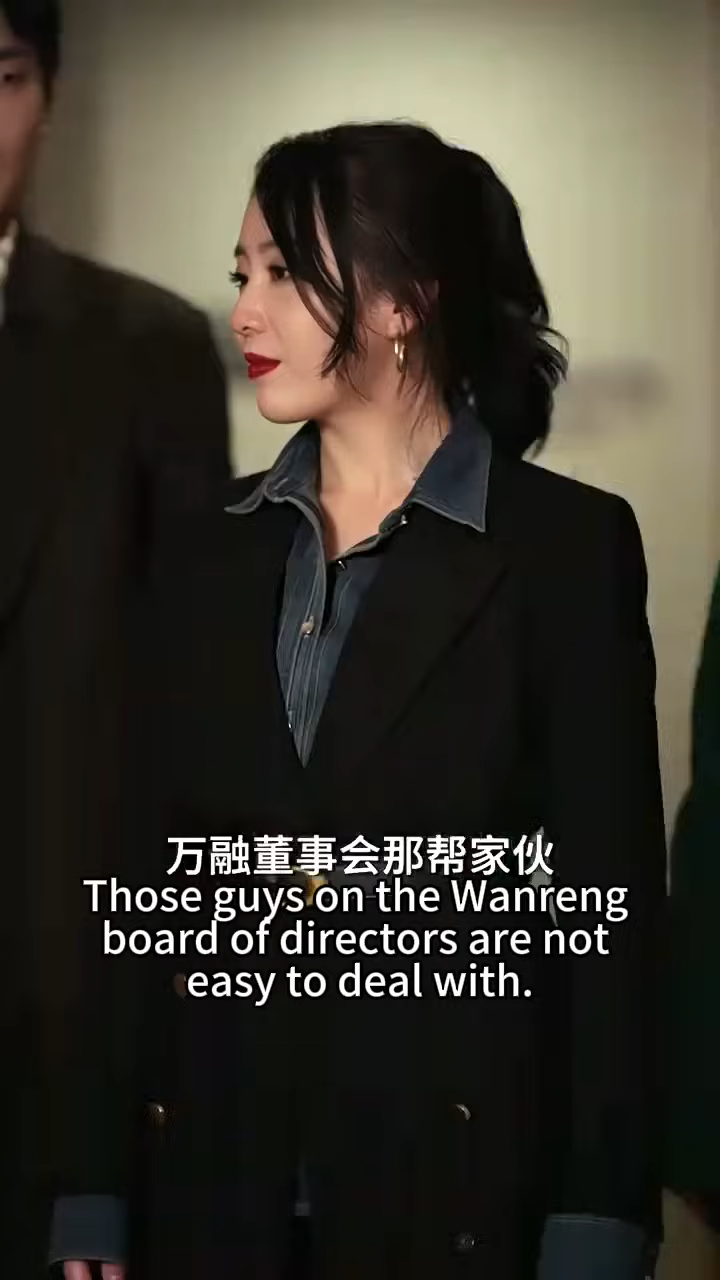 万融董事会那帮家伙
Those guys on the Wanreng
board of directors are not
easy to deal with.